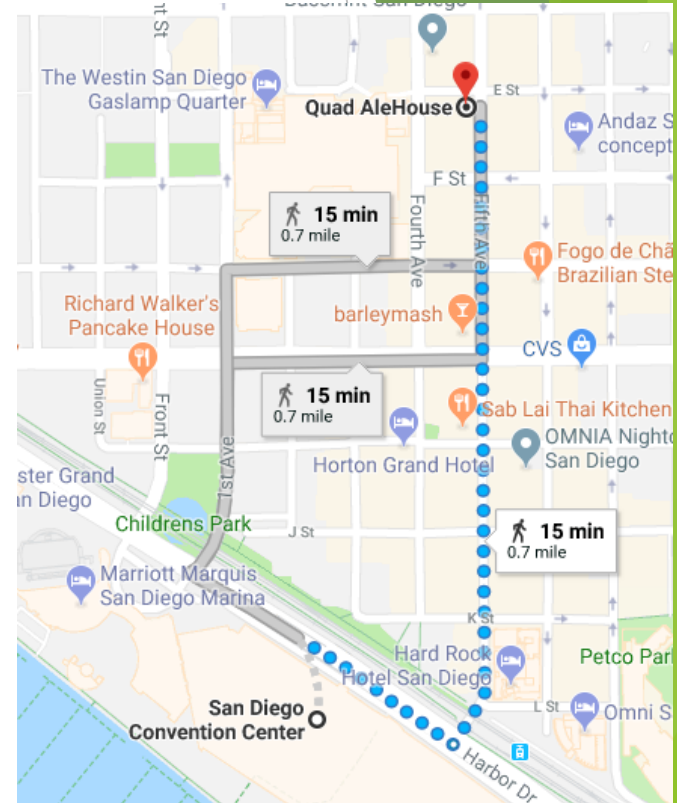 nt St
The Westin San Diego
Gaslamp Quarter
Quad AleHouse
E St
Andaz S
concept
F St
Fourth Ave
Fifth Ave
15 min
0.7 mile
Fogo de Chã
Brazilian Ste
Richard Walker's
Pancake House
barleymash
CVS
15 min
0.7 mile
Union St
Front St
1st Ave
Sab Lai Thai Kitchen
Horton Grand Hotel
OMNIA Nightc
San Diego
ster Grand
n Diego
Childrens Park
J St
15 min
0.7 mile
Marriott Marquis
San Diego Marina
K St
Hard Rock
Hotel San Diego
Petco Parl
San Diego
Convention Center
L St
Omni S
Harbor Dr